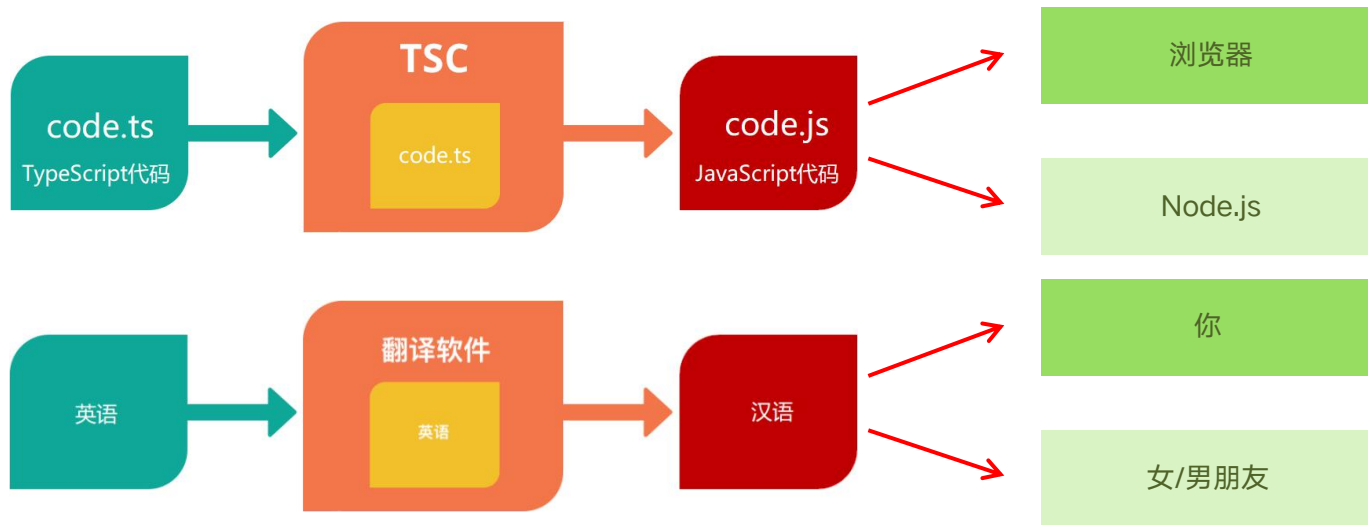 code.ts
TypeScript代码
TSC
code.ts
code.js
JavaScript代码
浏览器
Node.js
英语
翻译软件
英语
汉语
你
女/男朋友